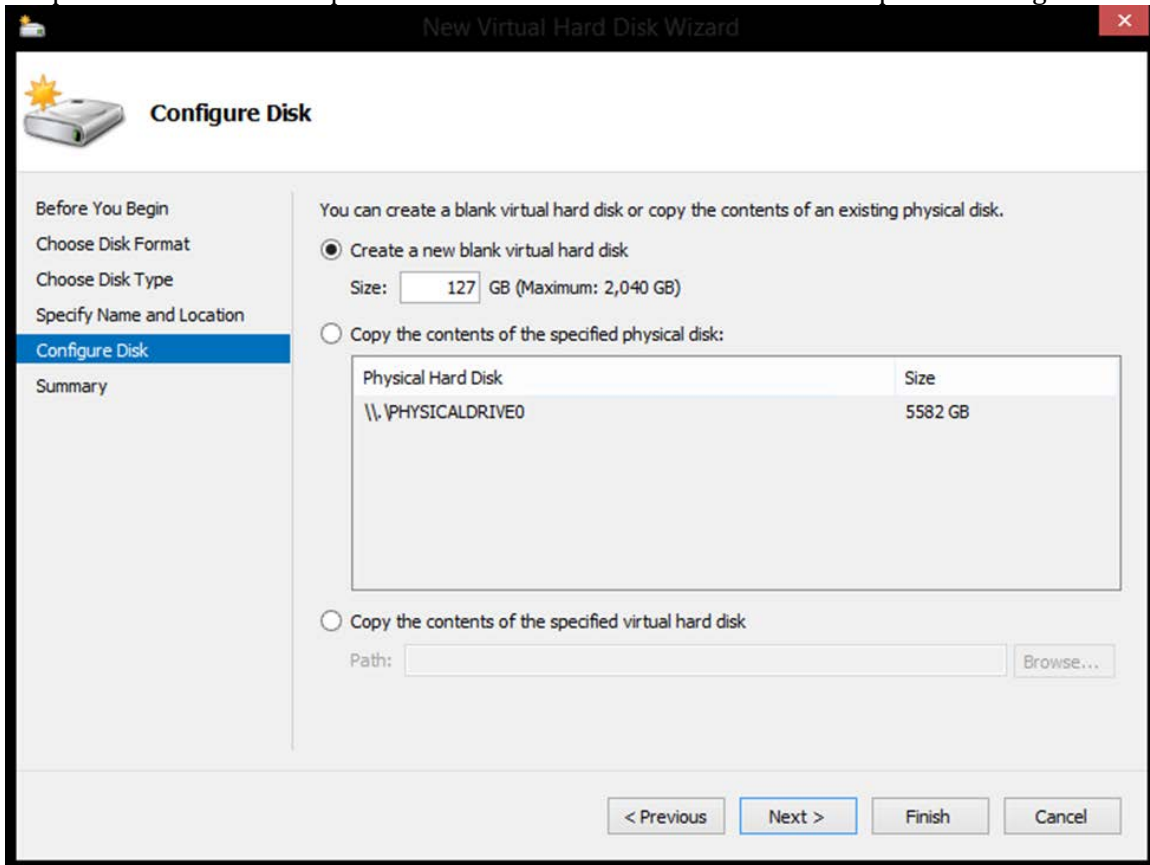 New Virtual Hard Disk Wizard
Configure Disk
Before You Begin
Choose Disk Format
Choose Disk Type
Specify Name and Location
Configure Disk
Summary
You can create a blank virtual hard disk or copy the contents of an existing physical disk.
Create a new blank virtual hard disk
Size: 127 GB (Maximum: 2,040 GB)
Copy the contents of the specified physical disk:
Physical Hard Disk Size
\\.\PHYSICALDRIVE0 5582 GB
Copy the contents of the specified virtual hard disk
Path: Browse...
< Previous Next > Finish Cancel